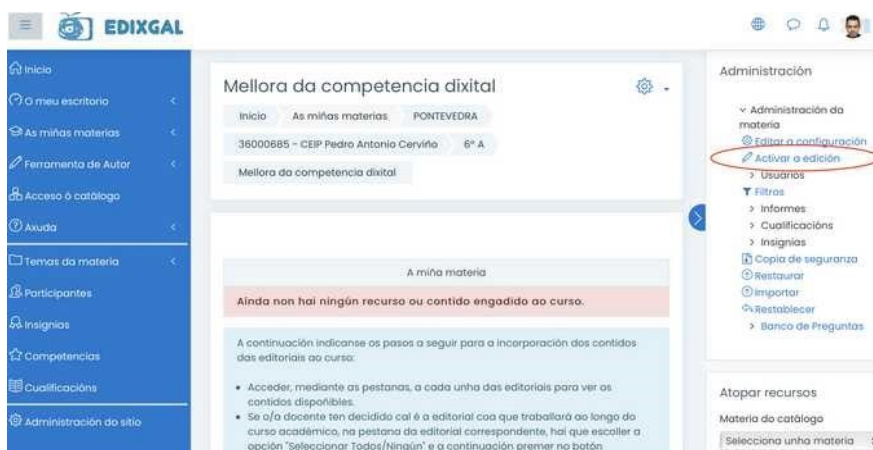 EDIXGAL
Inicio
O meu escritorio
As miñas materias
Ferramenta de Autor
Acceso ó catálogo
Axuda
Temas da materia
Participantes
Insignias
Competencias
Cualificacións
Administración do sitio
Mellora da competencia dixital
Inicio As miñas materias PONTEVEDRA
36000685 - CEIP Pedro Antonio Cerviño 6º A
Mellora da competencia dixital
A miña materia
Aínda non hai ningún recurso ou contido engadido ao curso.
A continuación indícanse os pasos a seguir para a incorporación dos contidos
das editoriais ao curso:
Acceder, mediante as pestanas, a cada unha das editoriais para ver os
contidos dispoñibles.
Se o/a docente ten decidido cal é a editorial coa que traballará ao longo do
curso académico, na pestana da editorial correspondente, hai que escoller a
opción "Seleccionar Todos/Ningún" e a continuación premer no botón
Administración
Administración da
materia
Editar a configuración
Activar a edición
Usuarios
Filtros
Informes
Cualificacións
Insignias
Copia de seguranza
Restaurar
Importar
Restablecer
Banco de Preguntas
Atopar recursos
Materia do catálogo
Selecciona unha materia